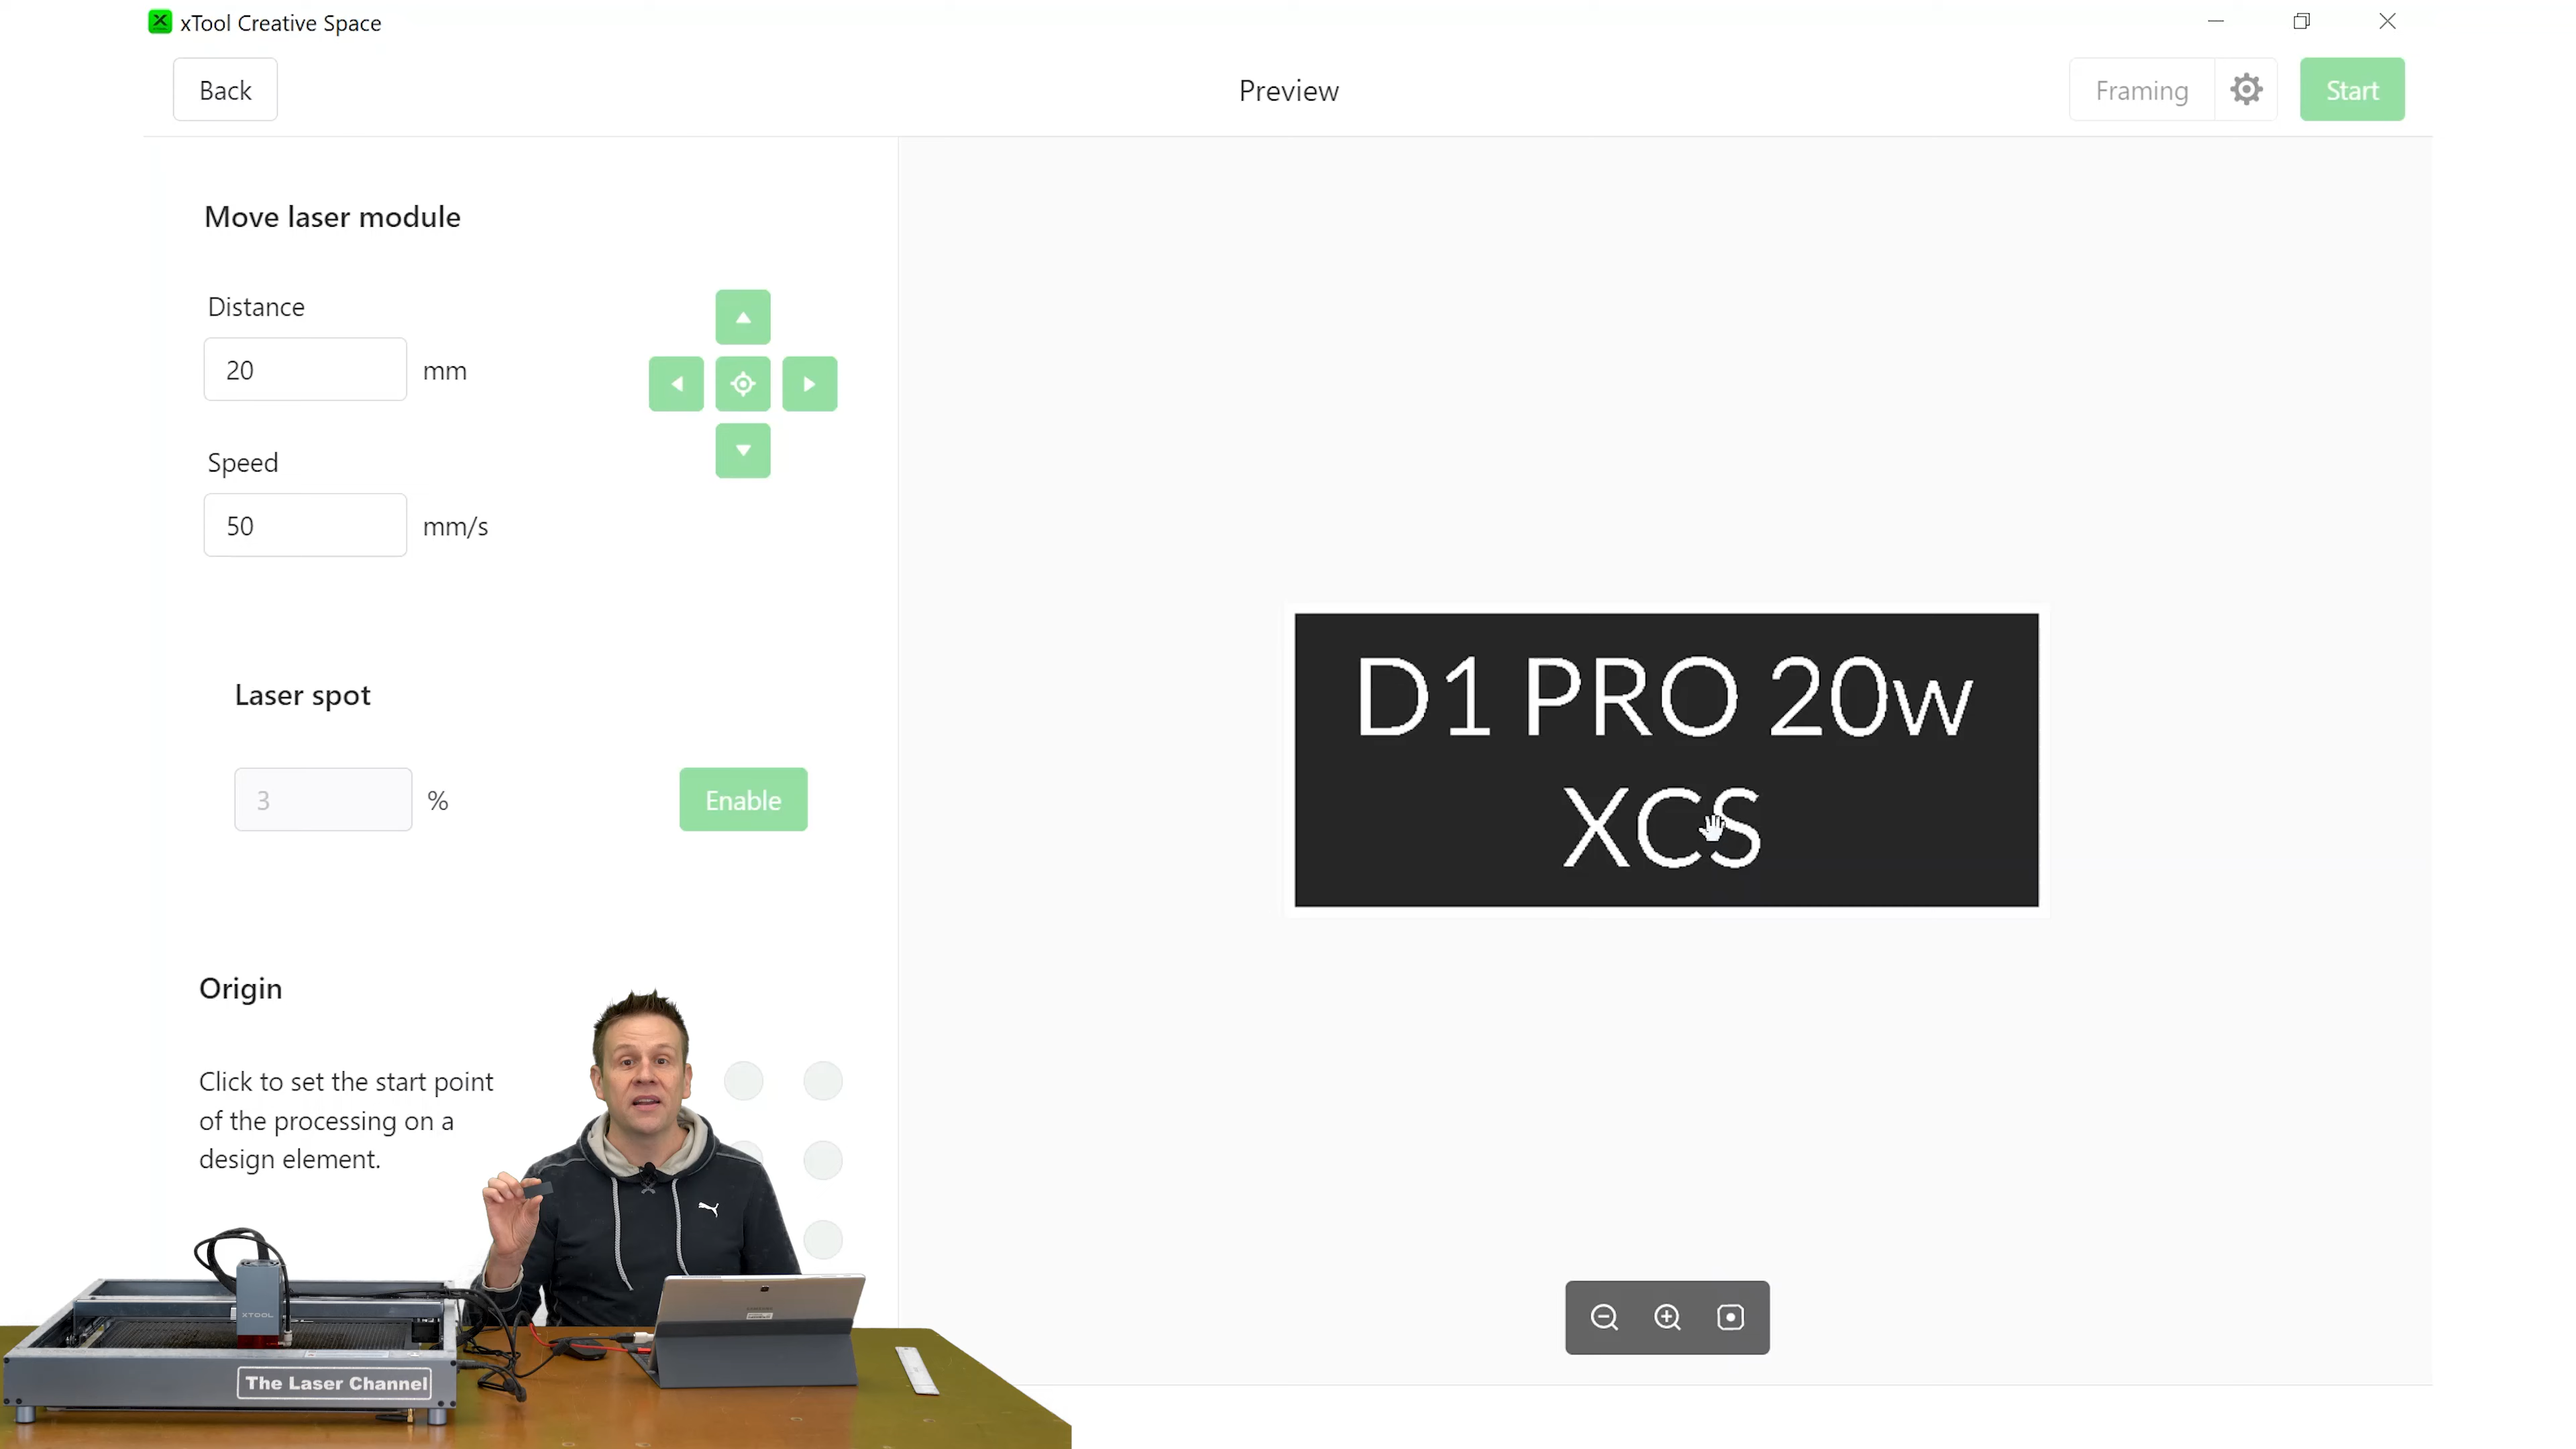 xTool Creative Space
Back
Preview
Framing
Start
Move laser module
Distance
20 mm
Speed
50 mm/s
Laser spot
3 %
Enable
D1 PRO 20w
XCS
Origin
Click to set the start point
of the processing on a
design element.
XTOOL
The Laser Channel